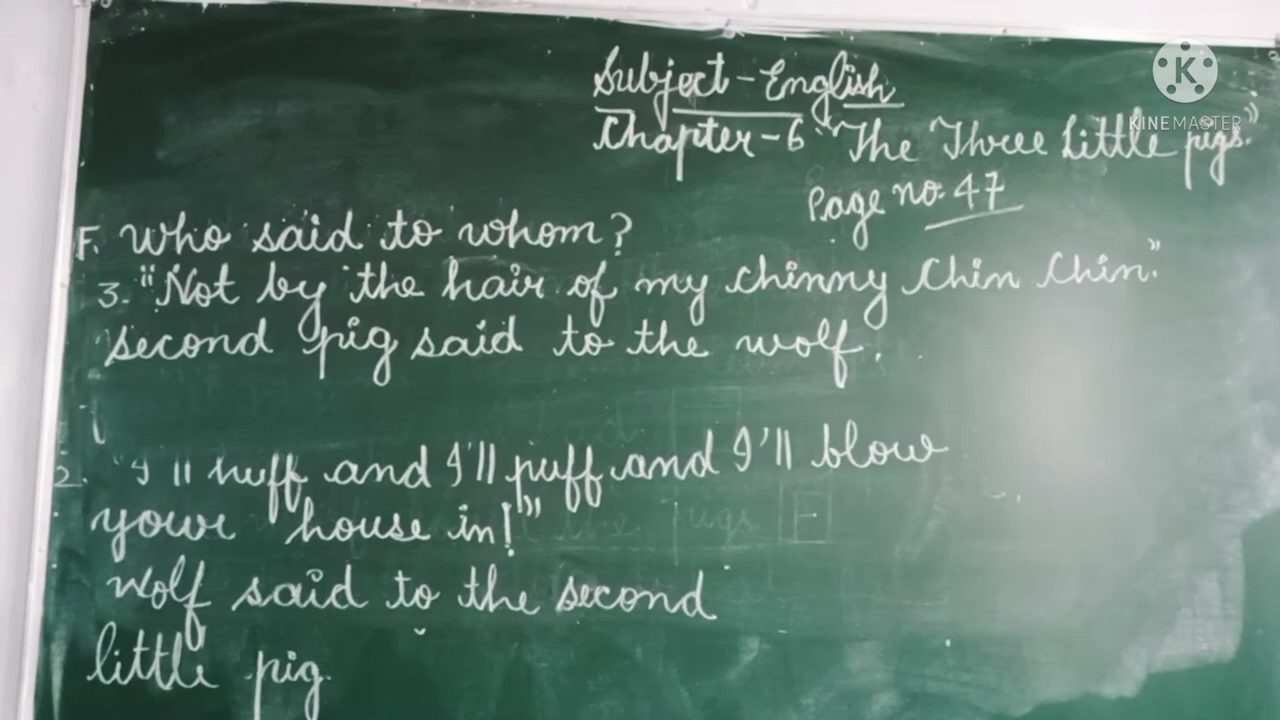 Subject - English
Chapter - 6 "The Three Little pigs."
Page no. 47
F. Who said to whom?
3. "Not by the hair of my chinny chin chin."
second pig said to the wolf.
2. "I'll huff and I'll puff and I'll blow
your house in!"
Wolf said to the second
little pig.
K
KINEMASTER